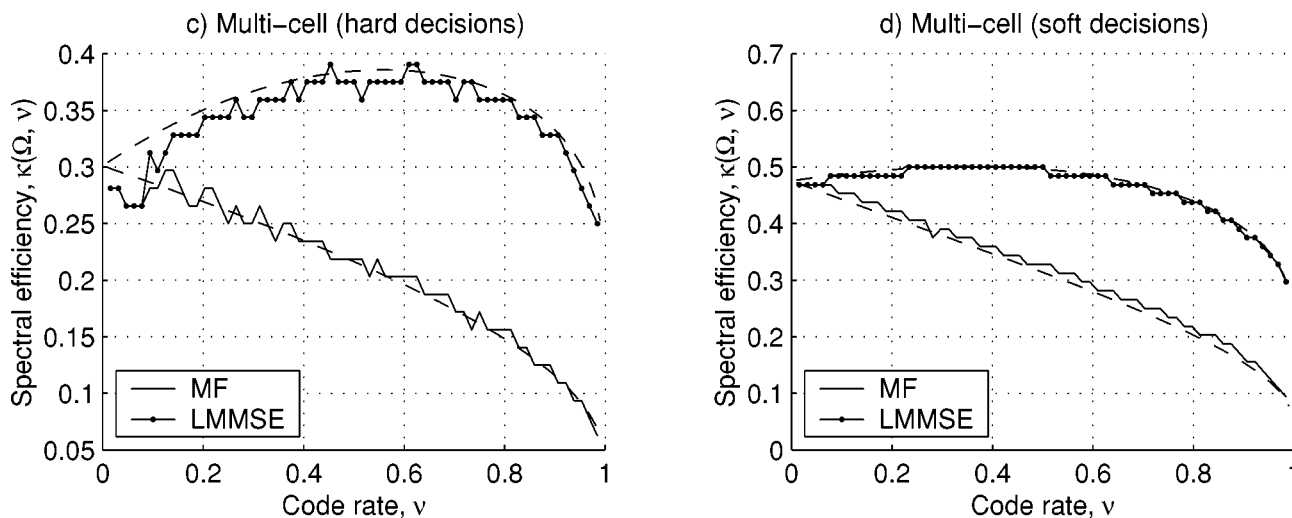 c) Multi−cell (hard decisions)
Spectral efficiency, κ(Ω, ν)
0.4
0.35
0.3
0.25
0.2
0.15
0.1
0.05
0 0.2 0.4 0.6 0.8 1
Code rate, ν
MF
LMMSE
d) Multi−cell (soft decisions)
Spectral efficiency, κ(Ω, ν)
0.7
0.6
0.5
0.4
0.3
0.2
0.1
0
0 0.2 0.4 0.6 0.8 1
Code rate, ν
MF
LMMSE